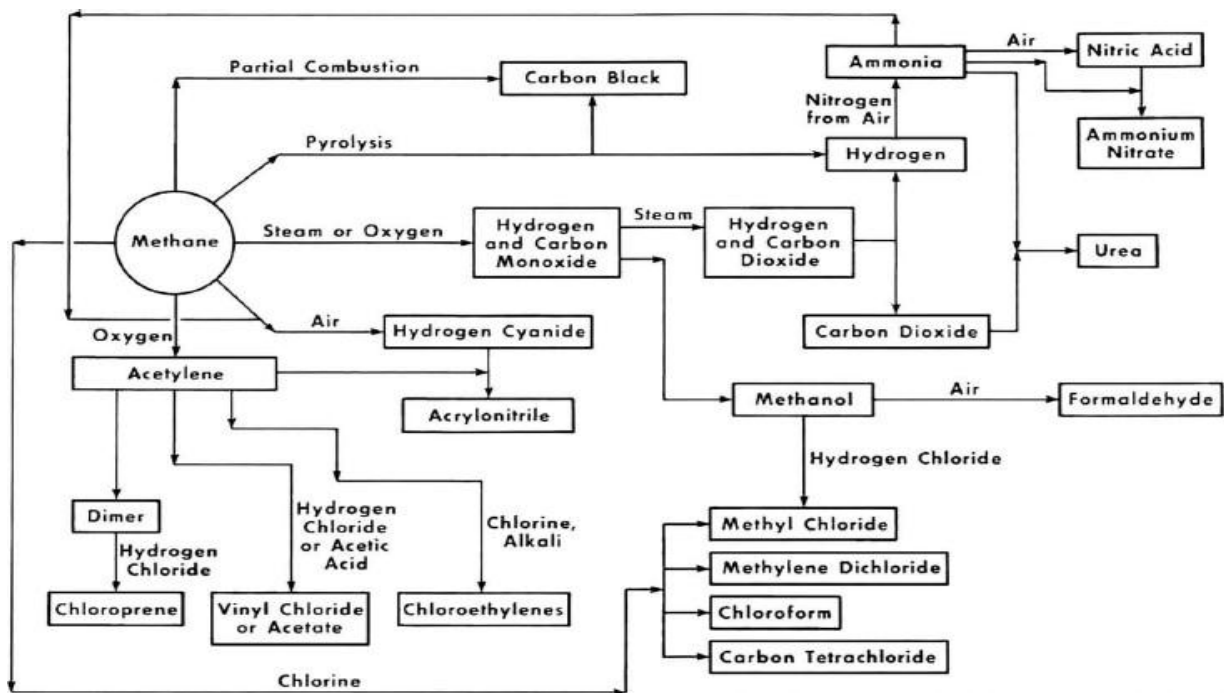 Partial Combustion
Carbon Black
Ammonia
Air
Nitric Acid
Nitrogen
from Air
Ammonium
Nitrate
Pyrolysis
Hydrogen
Methane
Steam or Oxygen
Hydrogen
and Carbon
Monoxide
Steam
Hydrogen
and Carbon
Dioxide
Urea
Oxygen
Air
Hydrogen Cyanide
Carbon Dioxide
Acetylene
Acrylonitrile
Methanol
Air
Formaldehyde
Hydrogen Chloride
Dimer
Hydrogen
Chloride
Hydrogen
Chloride
or Acetic
Acid
Chlorine,
Alkali
Methyl Chloride
Methylene Dichloride
Chloroprene
Vinyl Chloride
or Acetate
Chloroethylenes
Chloroform
Carbon Tetrachloride
Chlorine